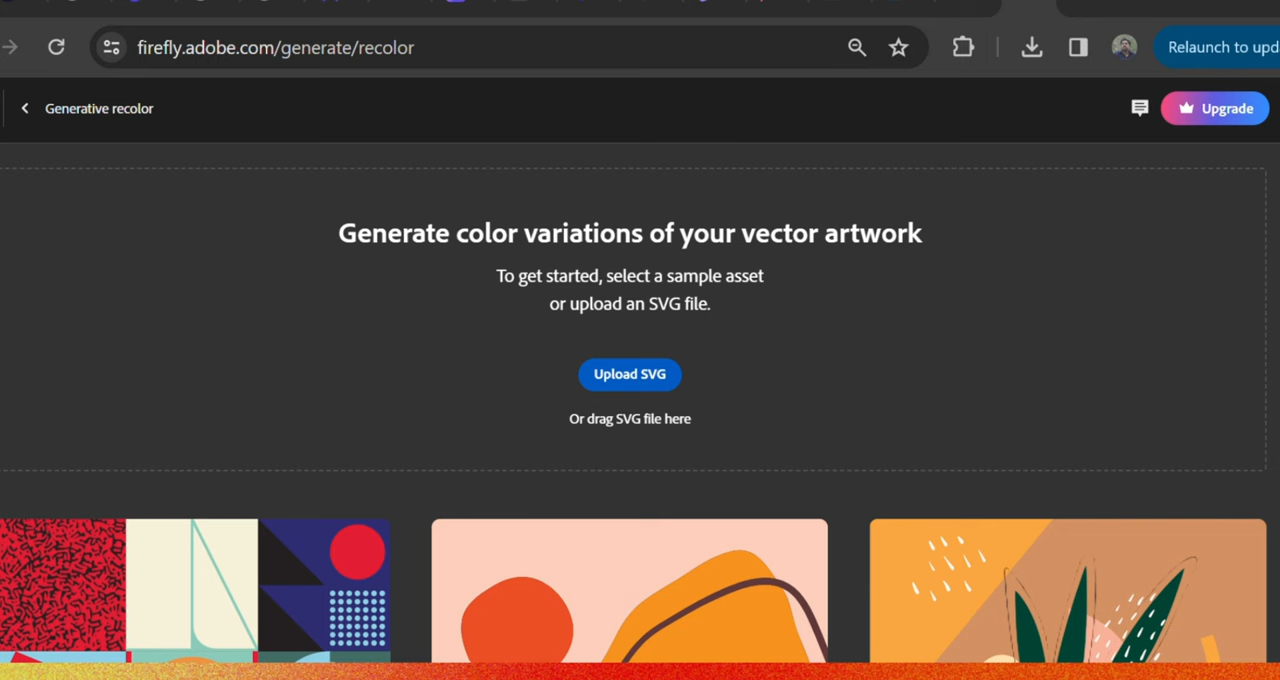 firefly.adobe.com/generate/recolor
Relaunch to upd
Generative recolor
Upgrade
Generate color variations of your vector artwork
To get started, select a sample asset
or upload an SVG file.
Upload SVG
Or drag SVG file here